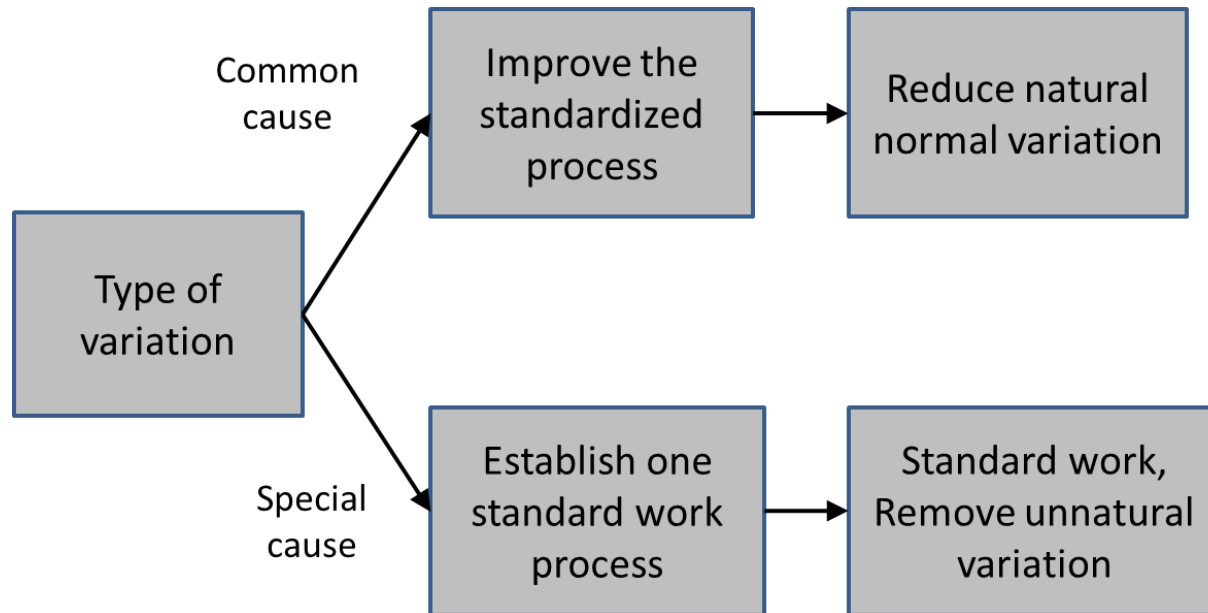 Type of
variation
Common
cause
Improve the
standardized
process
Reduce natural
normal variation
Special
cause
Establish one
standard work
process
Standard work,
Remove unnatural
variation